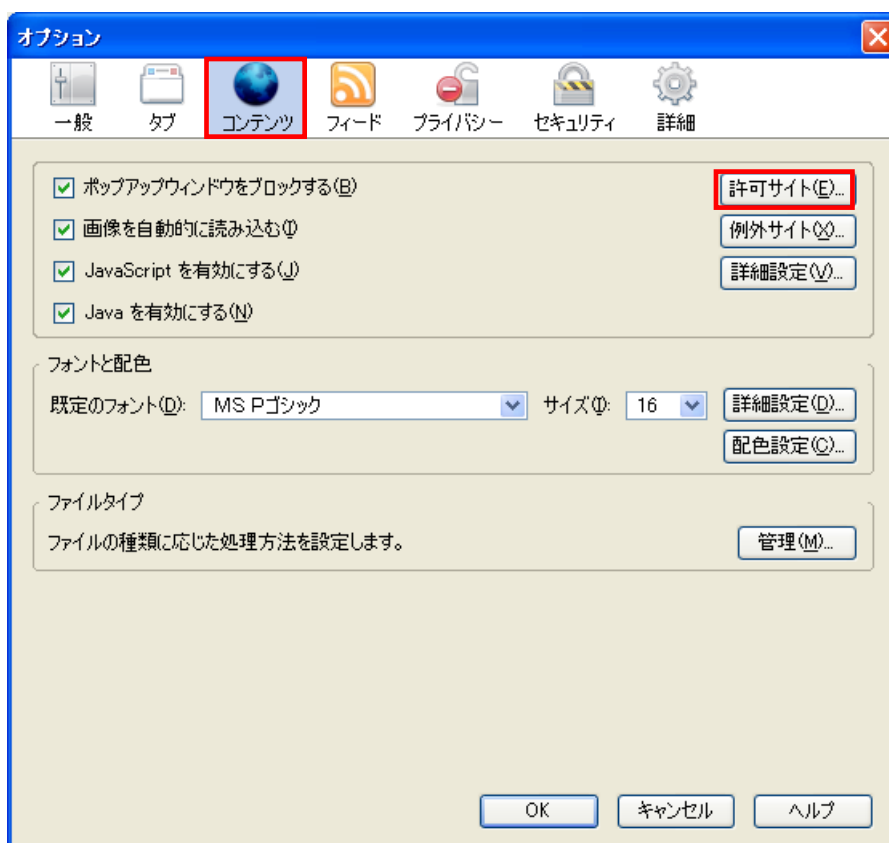 オプション
一般 タブ コンテンツ フィード プライバシー セキュリティ 詳細
ポップアップウィンドウをブロックする(B) 許可サイト(E)...
画像を自動的に読み込む(I) 例外サイト(X)...
JavaScript を有効にする(J) 詳細設定(V)...
Java を有効にする(N)
フォントと配色
既定のフォント(D): MS Pゴシック サイズ(I): 16 詳細設定(D)...
配色設定(C)...
ファイルタイプ
ファイルの種類に応じた処理方法を設定します。 管理(M)...
OK キャンセル ヘルプ